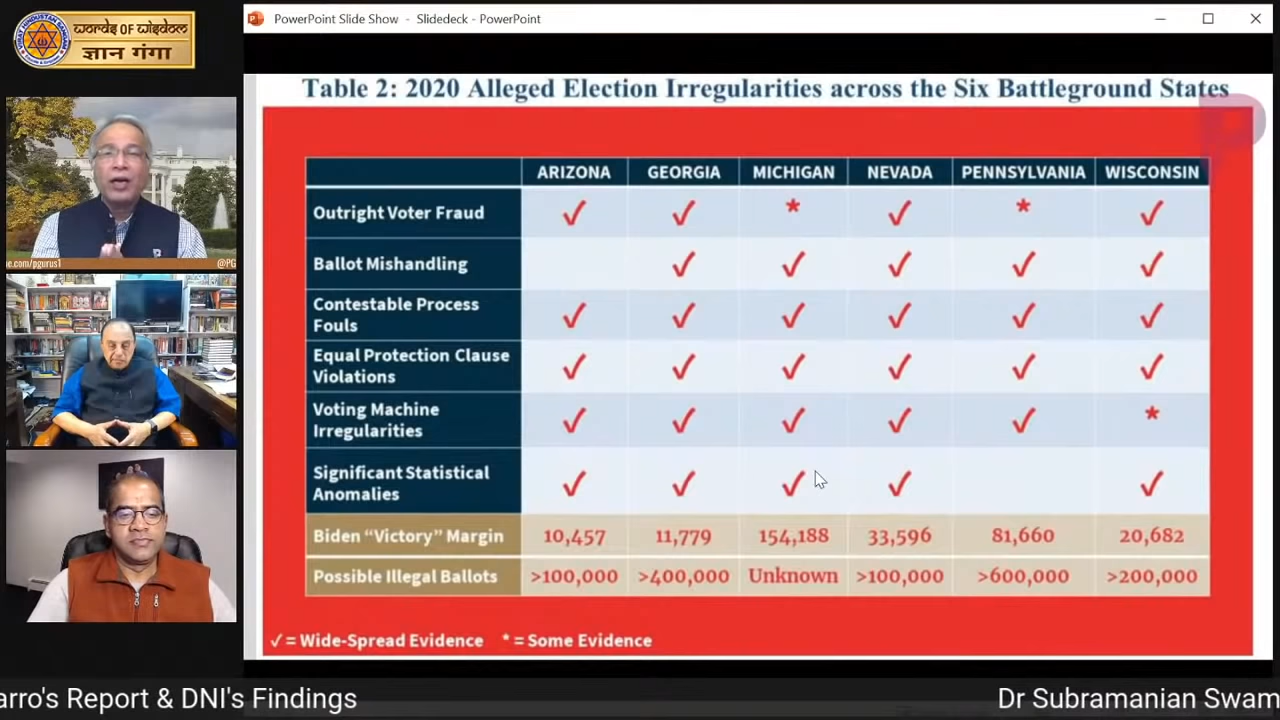 PowerPoint Slide Show - Slidedeck - PowerPoint
WORDS OF WISDOM
ज्ञान गंगा
Table 2: 2020 Alleged Election Irregularities across the Six Battleground States
ARIZONA GEORGIA MICHIGAN NEVADA PENNSYLVANIA WISCONSIN
Outright Voter Fraud ✓ ✓ * ✓ * ✓
Ballot Mishandling ✓ ✓ ✓ ✓ ✓
Contestable Process
Fouls ✓ ✓ ✓ ✓ ✓ ✓
Equal Protection Clause
Violations ✓ ✓ ✓ ✓ ✓ ✓
Voting Machine
Irregularities ✓ ✓ ✓ ✓ ✓ *
Significant Statistical
Anomalies ✓ ✓ ✓ ✓ ✓
Biden “Victory” Margin 10,457 11,779 154,188 33,596 81,660 20,682
Possible Illegal Ballots >100,000 >400,000 Unknown >100,000 >600,000 >200,000
✓ = Wide-Spread Evidence * = Some Evidence
e.com/pgurus1 @PG
arro's Report & DNI's Findings
Dr Subramanian Swam